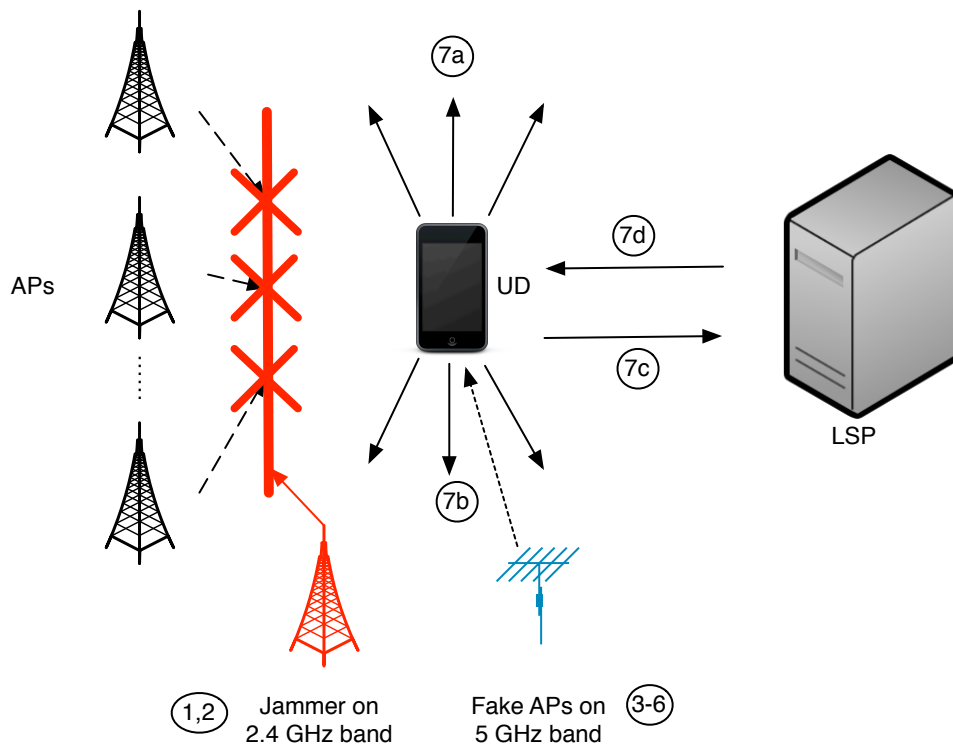 7a
7d
APs
UD
7c
LSP
7b
1,2
Jammer on
2.4 GHz band
Fake APs on
5 GHz band
3-6